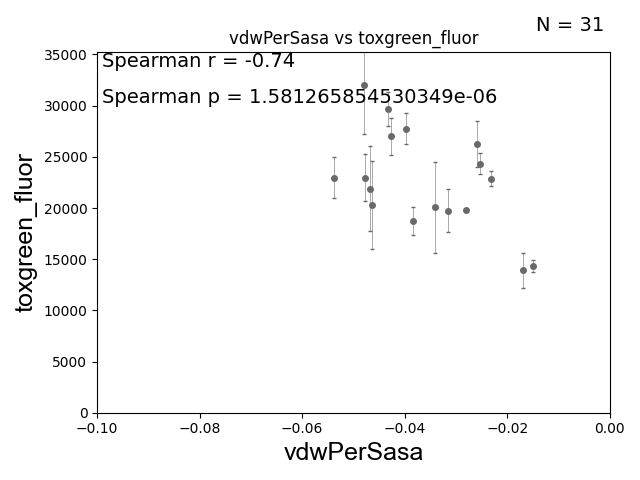 N = 31
vdwPerSasa vs toxgreen_fluor
Spearman r = -0.74
Spearman p = 1.581265854530349e-06
35000
30000
25000
20000
15000
10000
5000
0
toxgreen_fluor
−0.10 −0.08 −0.06 −0.04 −0.02 0.00
vdwPerSasa